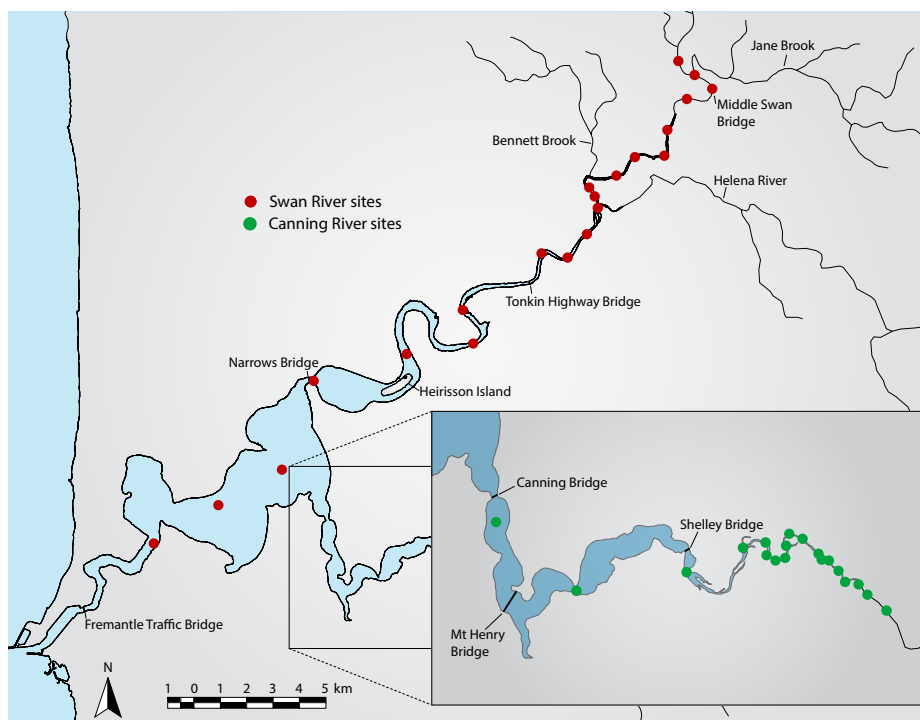 Jane Brook
Middle Swan
Bridge
Bennett Brook
Helena River
Swan River sites
Canning River sites
Tonkin Highway Bridge
Narrows Bridge
Heirisson Island
Canning Bridge
Shelley Bridge
Fremantle Traffic Bridge
Mt Henry
Bridge
N
1 0 1 2 3 4 5 km